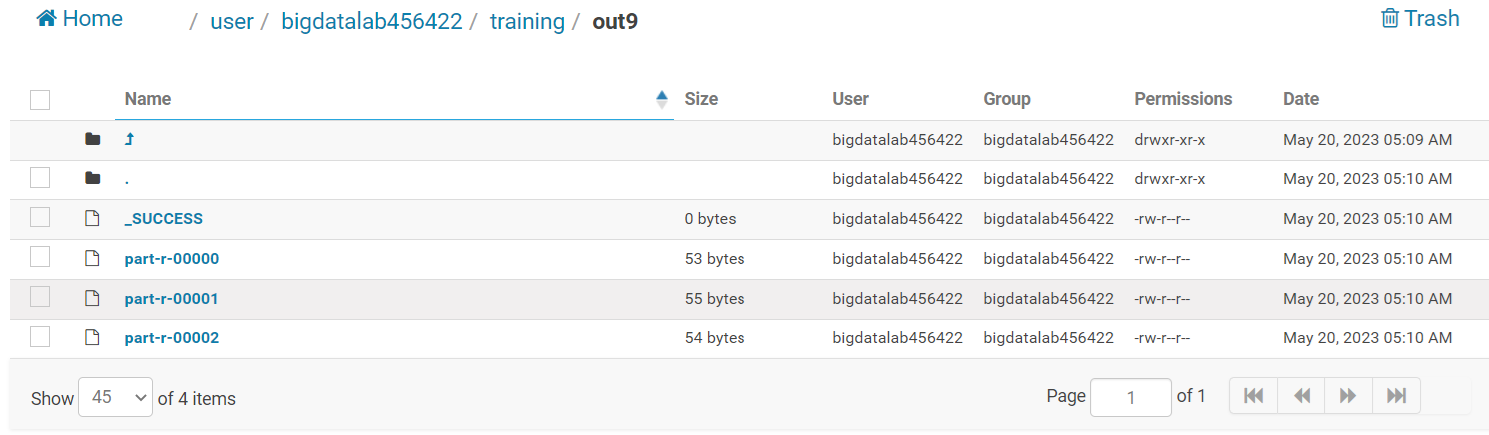 Home / user / bigdatalab456422 / training / out9 Trash
Name Size User Group Permissions Date
bigdatalab456422 bigdatalab456422 drwxr-xr-x May 20, 2023 05:09 AM
. bigdatalab456422 bigdatalab456422 drwxr-xr-x May 20, 2023 05:10 AM
_SUCCESS 0 bytes bigdatalab456422 bigdatalab456422 -rw-r--r-- May 20, 2023 05:10 AM
part-r-00000 53 bytes bigdatalab456422 bigdatalab456422 -rw-r--r-- May 20, 2023 05:10 AM
part-r-00001 55 bytes bigdatalab456422 bigdatalab456422 -rw-r--r-- May 20, 2023 05:10 AM
part-r-00002 54 bytes bigdatalab456422 bigdatalab456422 -rw-r--r-- May 20, 2023 05:10 AM
Show 45 of 4 items Page 1 of 1